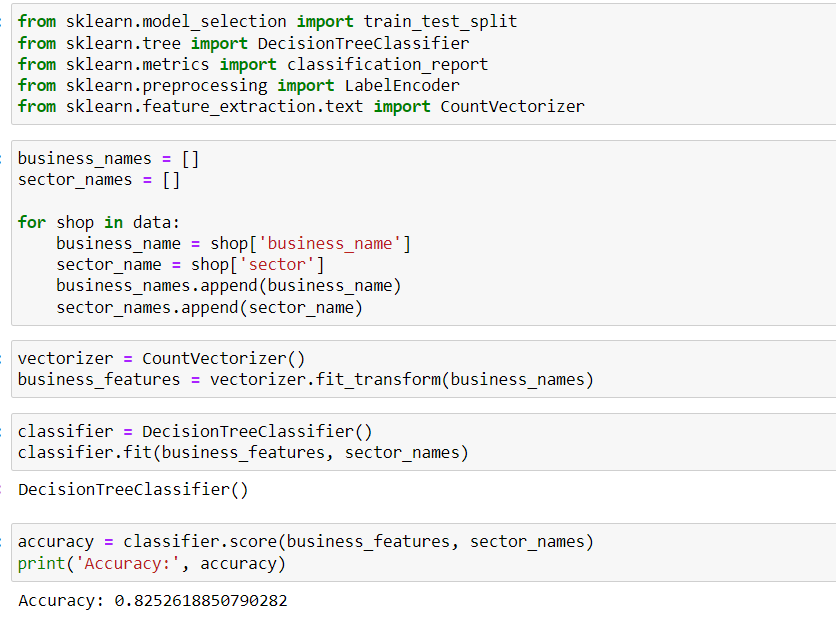 from sklearn.model_selection import train_test_split
from sklearn.tree import DecisionTreeClassifier
from sklearn.metrics import classification_report
from sklearn.preprocessing import LabelEncoder
from sklearn.feature_extraction.text import CountVectorizer
business_names = []
sector_names = []
for shop in data:
    business_name = shop['business_name']
    sector_name = shop['sector']
    business_names.append(business_name)
    sector_names.append(sector_name)
vectorizer = CountVectorizer()
business_features = vectorizer.fit_transform(business_names)
classifier = DecisionTreeClassifier()
classifier.fit(business_features, sector_names)
DecisionTreeClassifier()
accuracy = classifier.score(business_features, sector_names)
print('Accuracy:', accuracy)
Accuracy: 0.8252618850790282